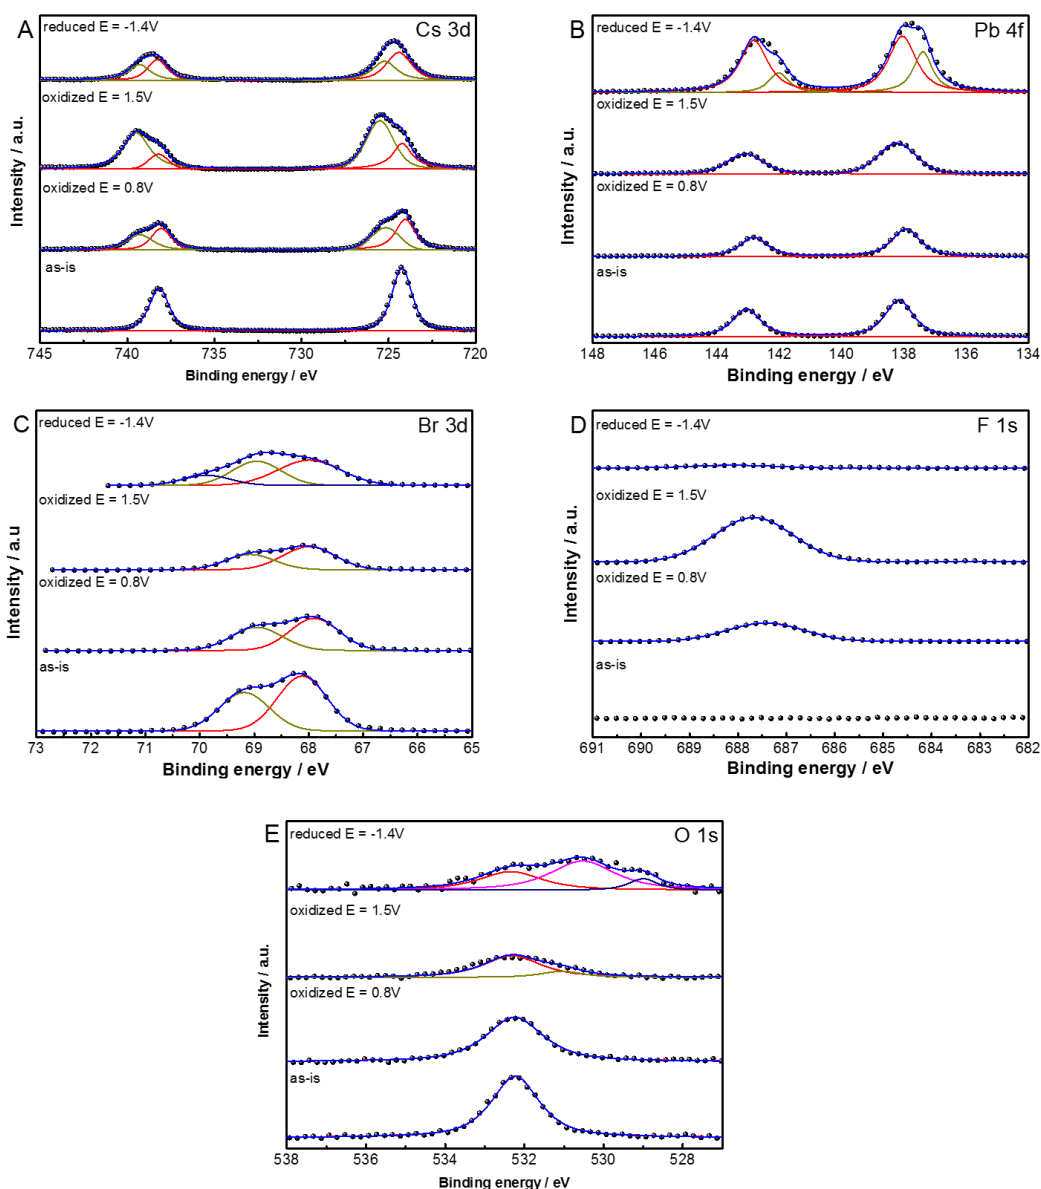 A
reduced E = -1.4V
Cs 3d
oxidized E = 1.5V
oxidized E = 0.8V
as-is
Intensity / a.u.
745 740 735 730 725 720
Binding energy / eV
B
reduced E = -1.4V
Pb 4f
oxidized E = 1.5V
oxidized E = 0.8V
as-is
Intensity / a.u.
148 146 144 142 140 138 136 134
Binding energy / eV
C
reduced E = -1.4V
Br 3d
oxidized E = 1.5V
oxidized E = 0.8V
as-is
Intensity / a.u
73 72 71 70 69 68 67 66 65
Binding energy / eV
D
reduced E = -1.4V
F 1s
oxidized E = 1.5V
oxidized E = 0.8V
as-is
Intensity / a.u.
691 690 689 688 687 686 685 684 683 682
Binding energy / eV
E
reduced E = -1.4V
O 1s
oxidized E = 1.5V
oxidized E = 0.8V
as-is
Intensity / a.u.
538 536 534 532 530 528
Binding energy / eV